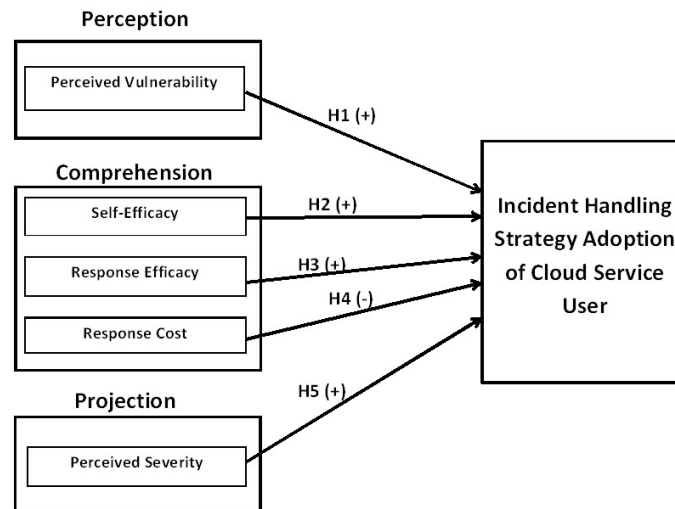 Perception
Perceived Vulnerability
H1 (+)
Comprehension
Self-Efficacy
H2 (+)
Response Efficacy
H3 (+)
Response Cost
H4 (-)
Projection
Perceived Severity
H5 (+)
Incident Handling
Strategy Adoption
of Cloud Service
User